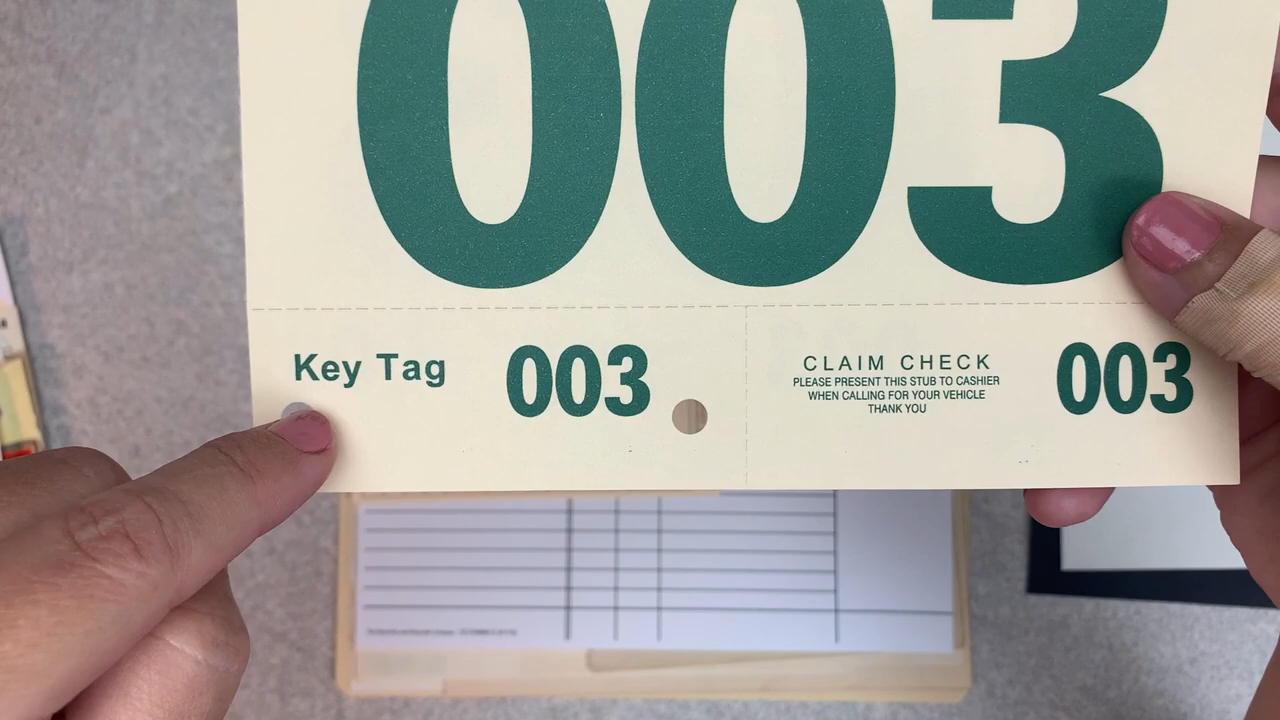 003
Key Tag
003
CLAIM CHECK
PLEASE PRESENT THIS STUB TO CASHIER
WHEN CALLING FOR YOUR VEHICLE
THANK YOU
003